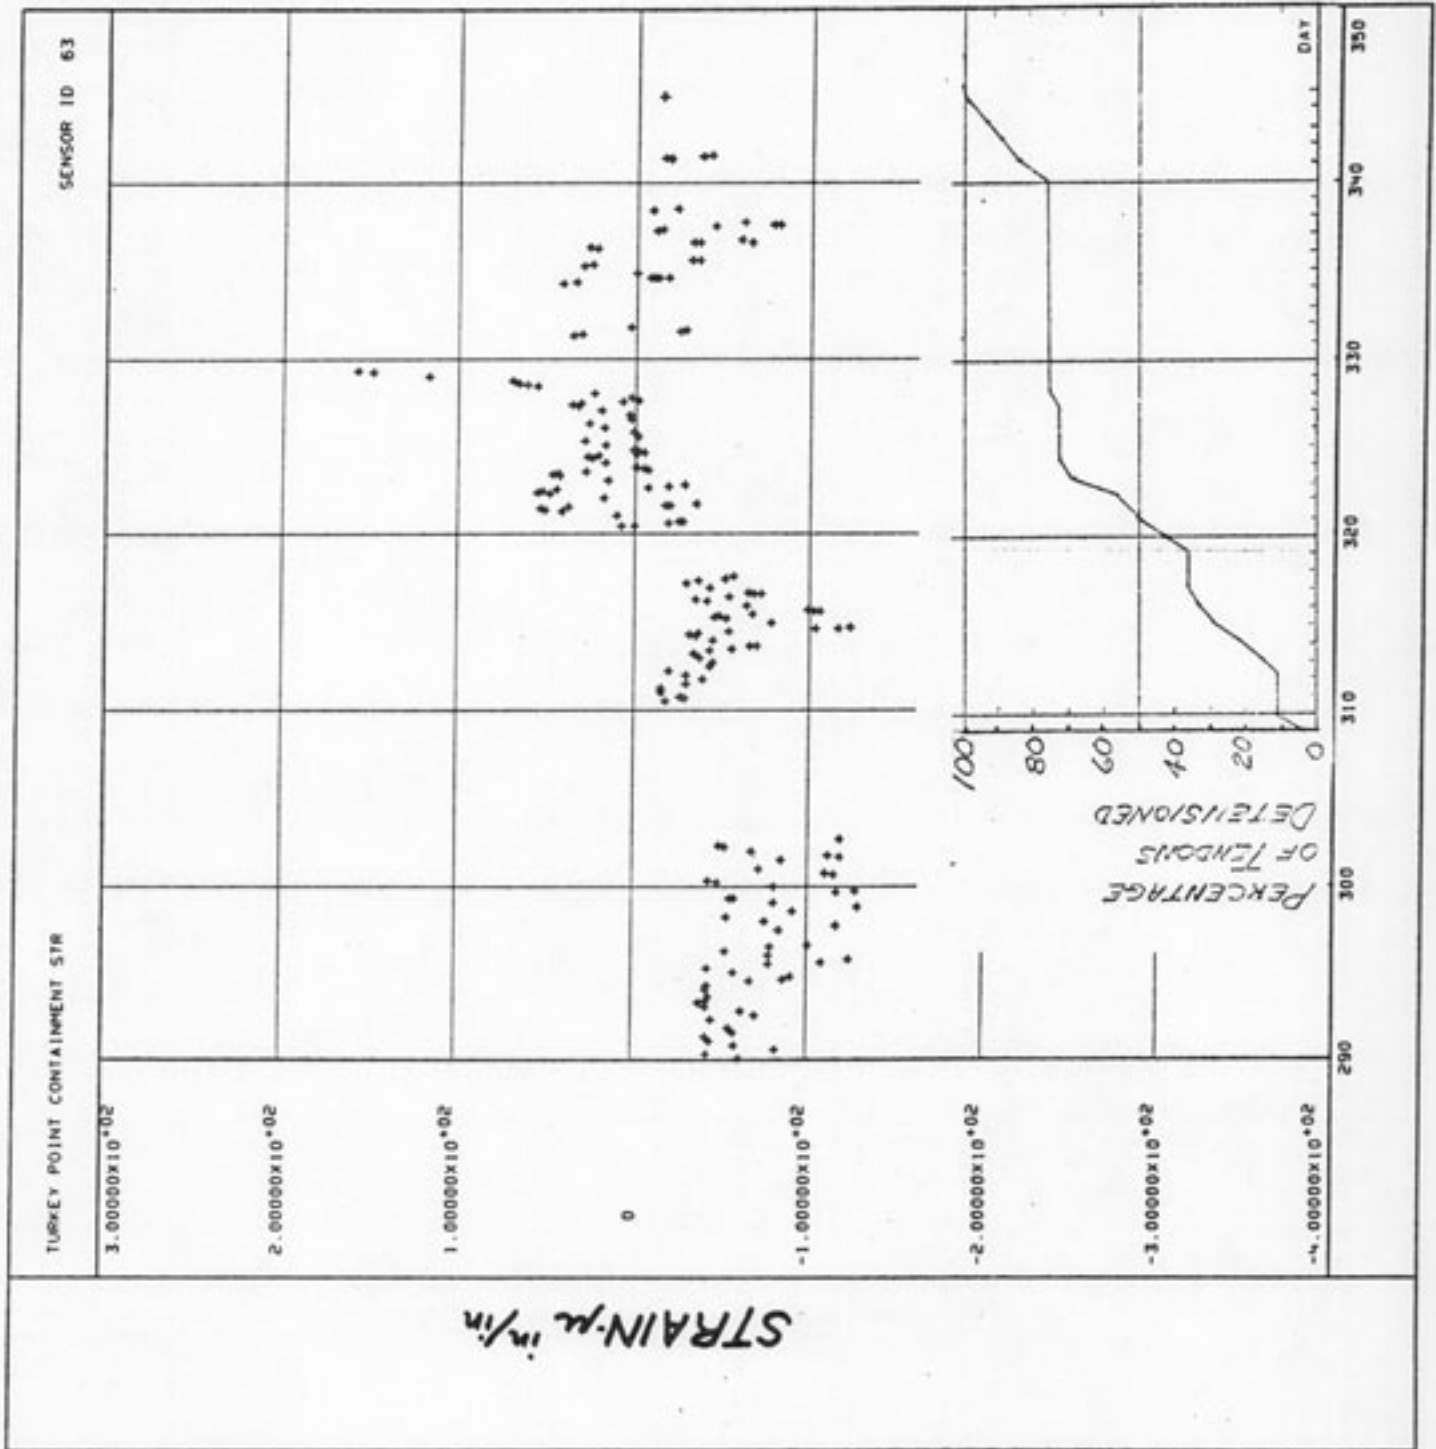 TURKEY POINT CONTAINMENT STR
SENSOR ID 63
3.00000X10+02
2.00000X10+02
1.00000X10+02
0
-1.00000X10+02
-2.00000X10+02
-3.00000X10+02
-4.00000X10+02
STRAIN-μ in/in
PERCENTAGE
OF TENDONS
DETENSIONED
100
80
60
40
20
0
DAY
290
300
310
320
330
340
350